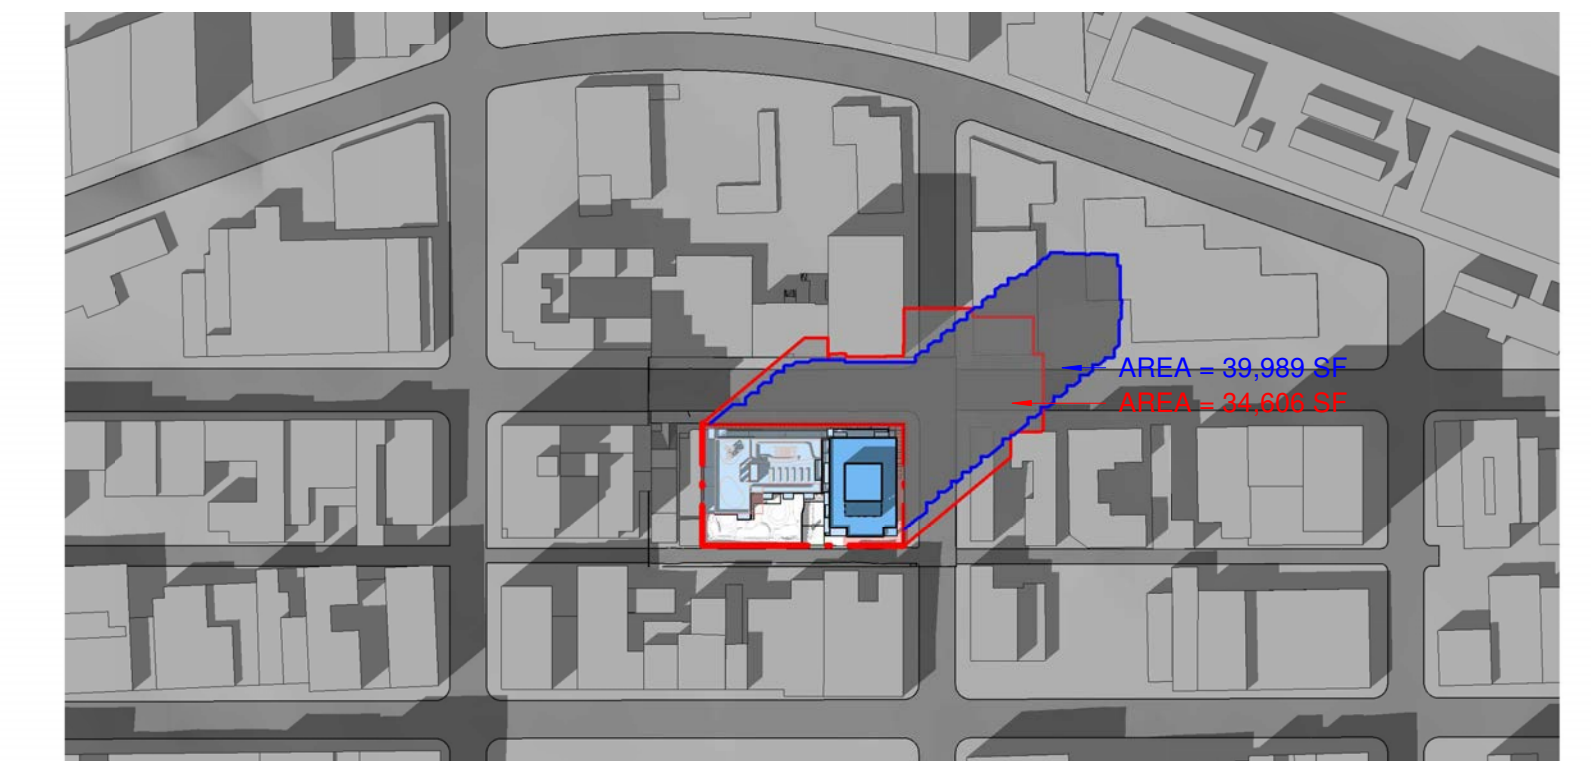 AREA = 39,989 SF
AREA = 34,606 SF